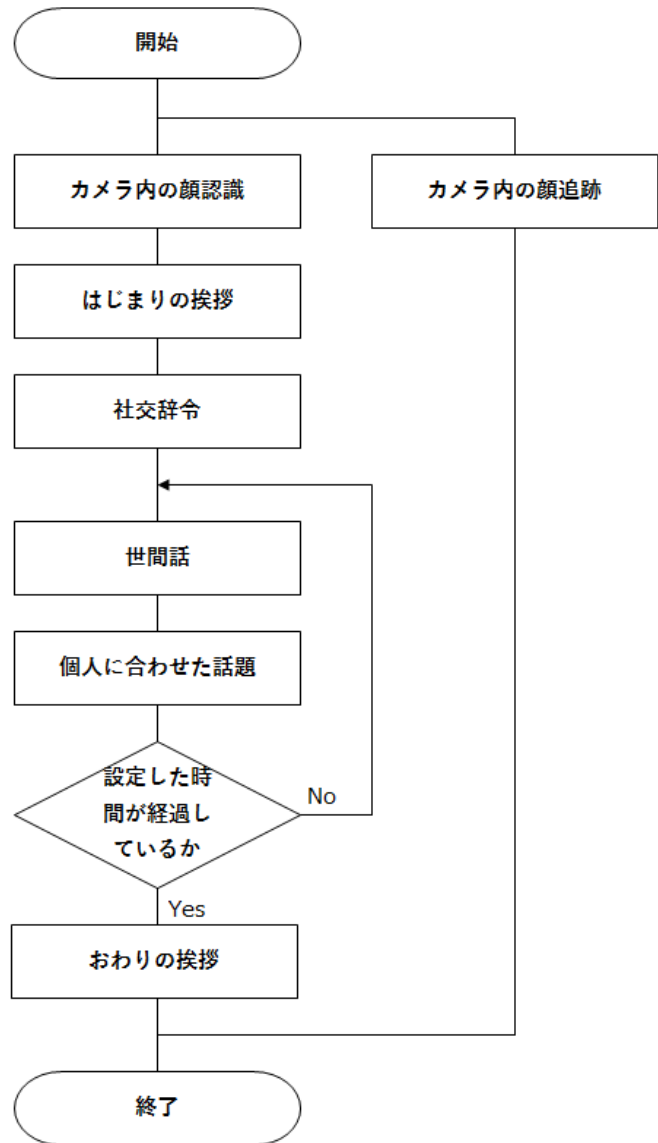 開始
カメラ内の顔認識
カメラ内の顔追跡
はじまりの挨拶
社交辞令
世間話
個人に合わせた話題
設定した時
間が経過し
ているか
No
Yes
おわりの挨拶
終了